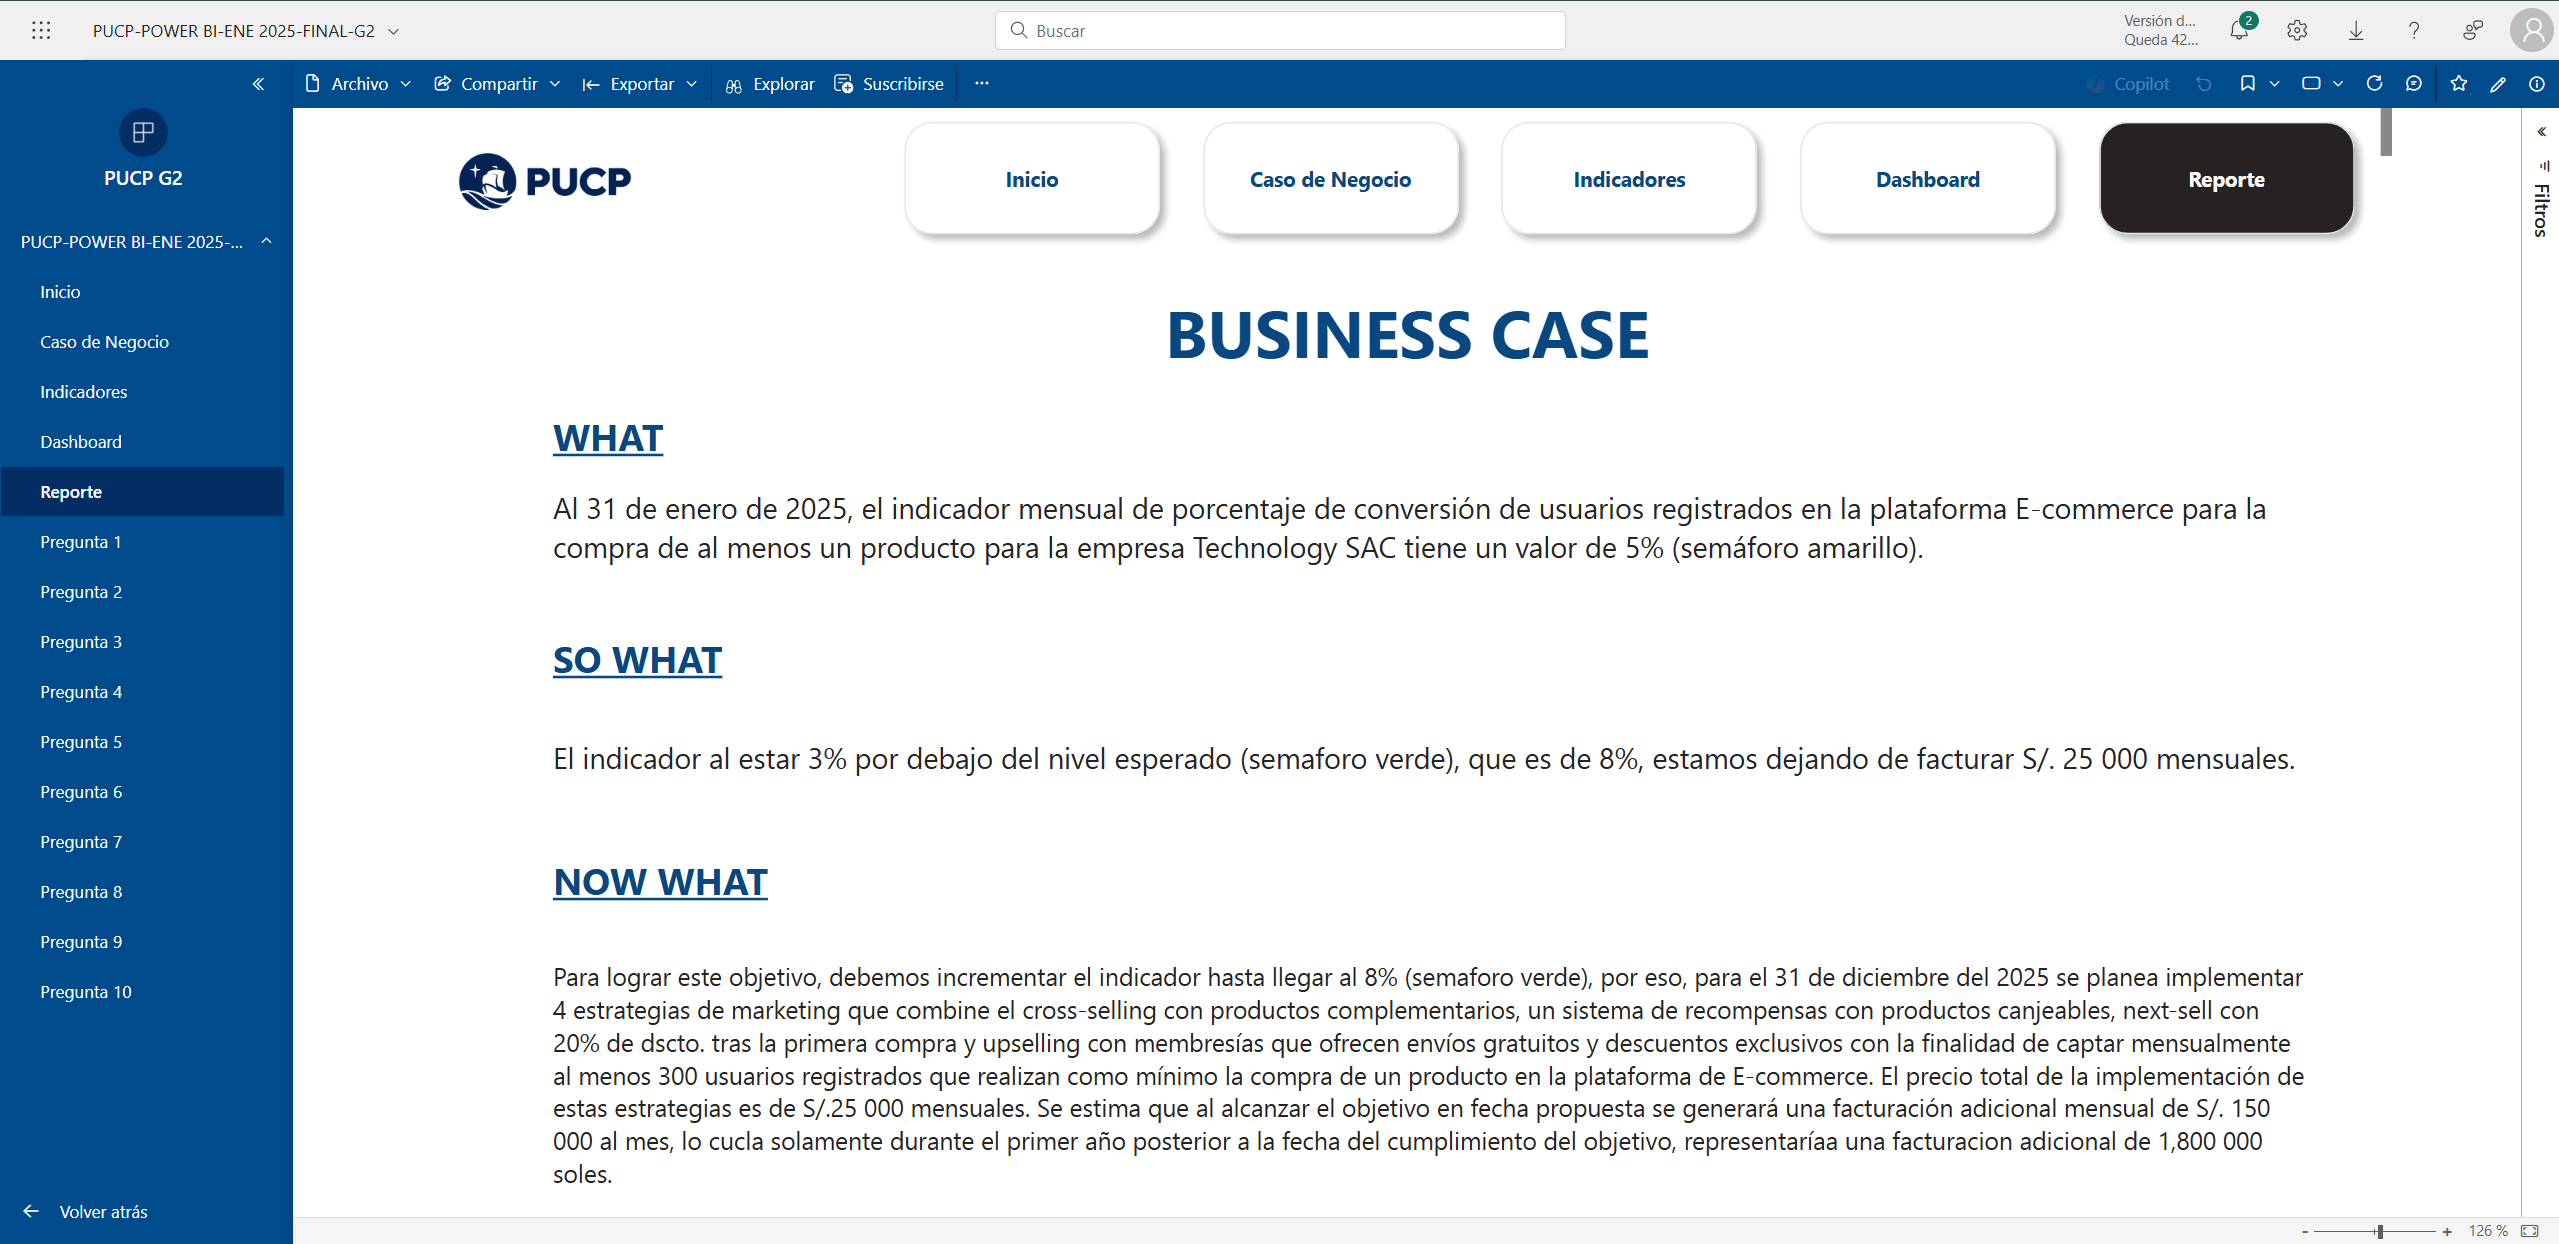 PUCP-POWER BI-ENE 2025-FINAL-G2
Buscar
Versión d...
Queda 42...
2
Archivo
Compartir
Exportar
Explorar
Suscribirse
Copilot
PUCP G2
PUCP-POWER BI-ENE 2025-...
Inicio
Caso de Negocio
Indicadores
Dashboard
Reporte
Pregunta 1
Pregunta 2
Pregunta 3
Pregunta 4
Pregunta 5
Pregunta 6
Pregunta 7
Pregunta 8
Pregunta 9
Pregunta 10
Volver atrás
PUCP
Inicio
Caso de Negocio
Indicadores
Dashboard
Reporte
Filtros
BUSINESS CASE
WHAT
Al 31 de enero de 2025, el indicador mensual de porcentaje de conversión de usuarios registrados en la plataforma E-commerce para la
compra de al menos un producto para la empresa Technology SAC tiene un valor de 5% (semáforo amarillo).
SO WHAT
El indicador al estar 3% por debajo del nivel esperado (semaforo verde), que es de 8%, estamos dejando de facturar S/. 25 000 mensuales.
NOW WHAT
Para lograr este objetivo, debemos incrementar el indicador hasta llegar al 8% (semaforo verde), por eso, para el 31 de diciembre del 2025 se planea implementar
4 estrategias de marketing que combine el cross-selling con productos complementarios, un sistema de recompensas con productos canjeables, next-sell con
20% de dscto. tras la primera compra y upselling con membresías que ofrecen envíos gratuitos y descuentos exclusivos con la finalidad de captar mensualmente
al menos 300 usuarios registrados que realizan como mínimo la compra de un producto en la plataforma de E-commerce. El precio total de la implementación de
estas estrategias es de S/.25 000 mensuales. Se estima que al alcanzar el objetivo en fecha propuesta se generará una facturación adicional mensual de S/. 150
000 al mes, lo cucla solamente durante el primer año posterior a la fecha del cumplimiento del objetivo, representaríaa una facturacion adicional de 1,800 000
soles.
- + 126 %